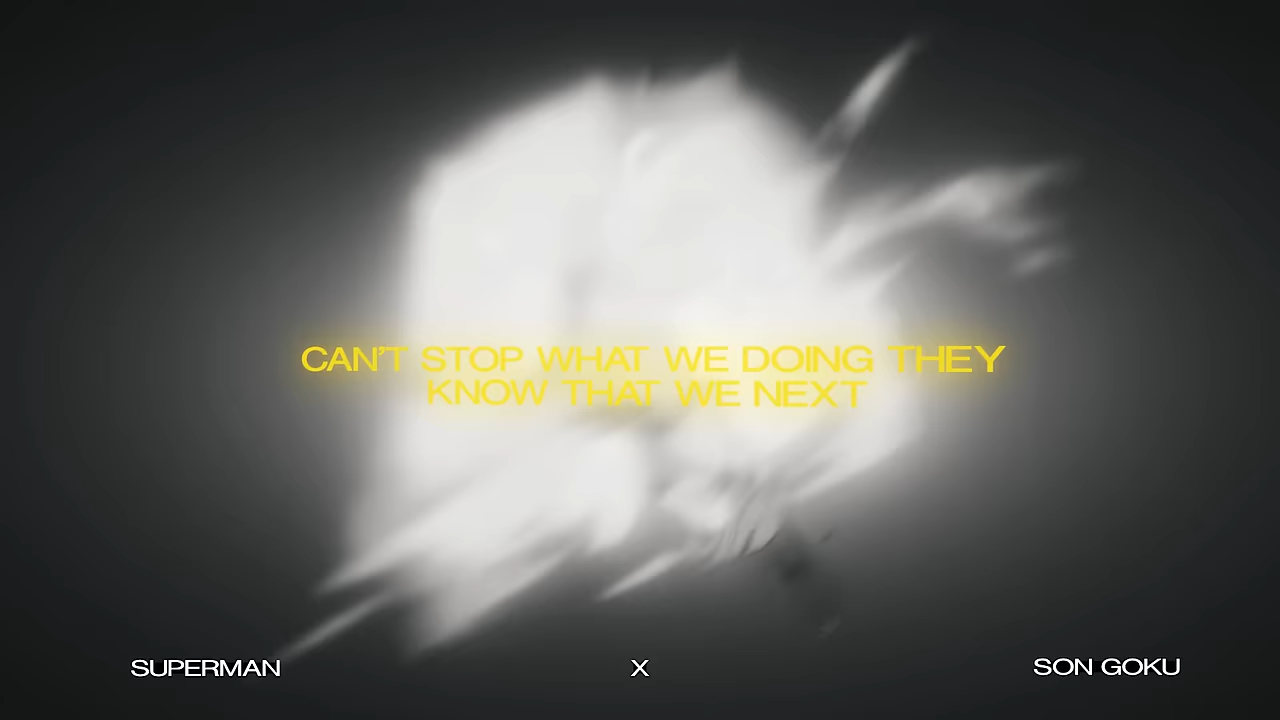 CAN'T STOP WHAT WE DOING THEY
KNOW THAT WE NEXT
SUPERMAN X SON GOKU